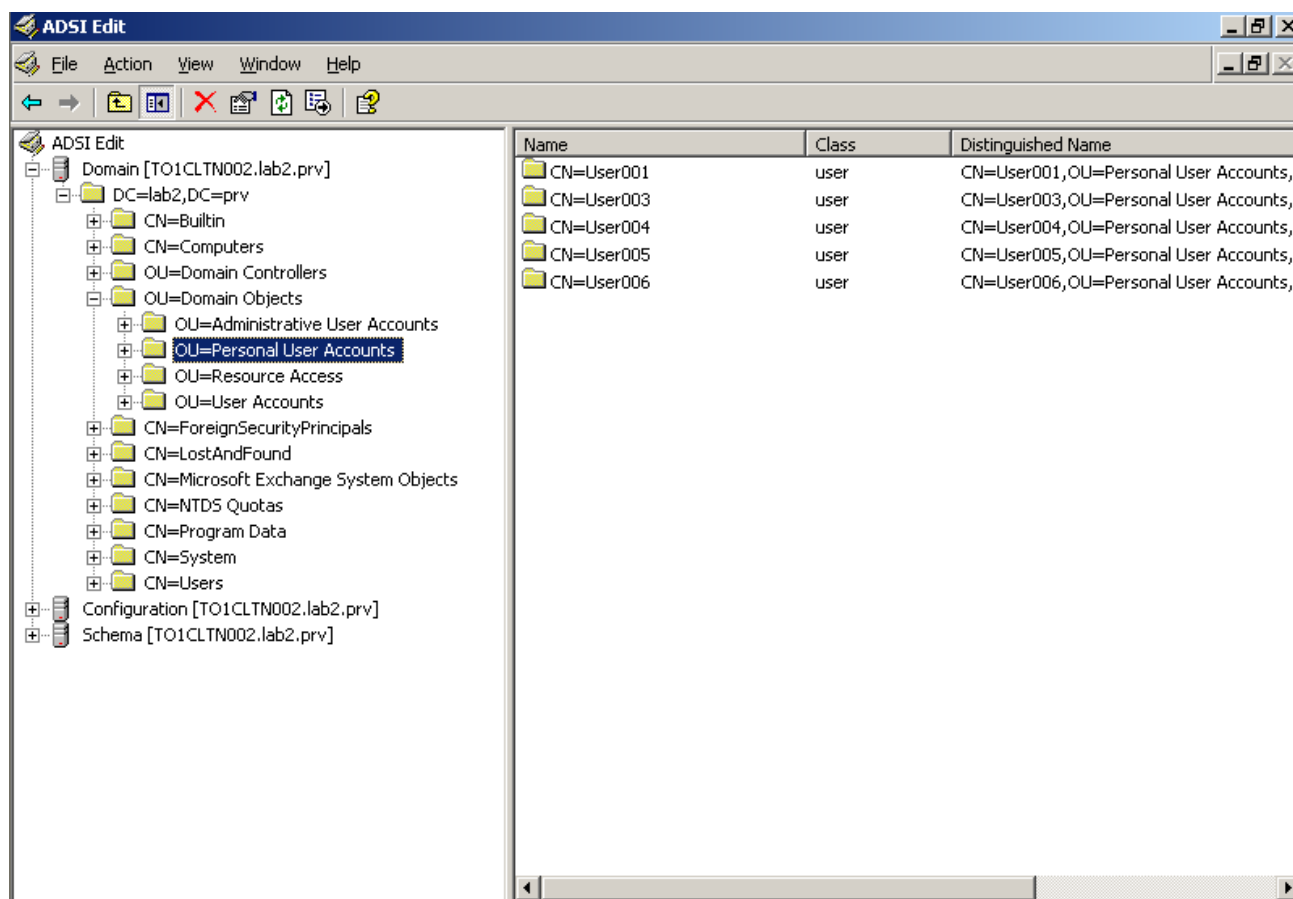 ADSI Edit
File Action View Window Help
ADSI Edit
Domain [TO1CLTN002.lab2.prv]
DC=lab2,DC=prv
CN=Builtin
CN=Computers
OU=Domain Controllers
OU=Domain Objects
OU=Administrative User Accounts
OU=Personal User Accounts
OU=Resource Access
OU=User Accounts
CN=ForeignSecurityPrincipals
CN=LostAndFound
CN=Microsoft Exchange System Objects
CN=NTDS Quotas
CN=Program Data
CN=System
CN=Users
Configuration [TO1CLTN002.lab2.prv]
Schema [TO1CLTN002.lab2.prv]
Name Class Distinguished Name
CN=User001 user CN=User001,OU=Personal User Accounts,
CN=User003 user CN=User003,OU=Personal User Accounts,
CN=User004 user CN=User004,OU=Personal User Accounts,
CN=User005 user CN=User005,OU=Personal User Accounts,
CN=User006 user CN=User006,OU=Personal User Accounts,